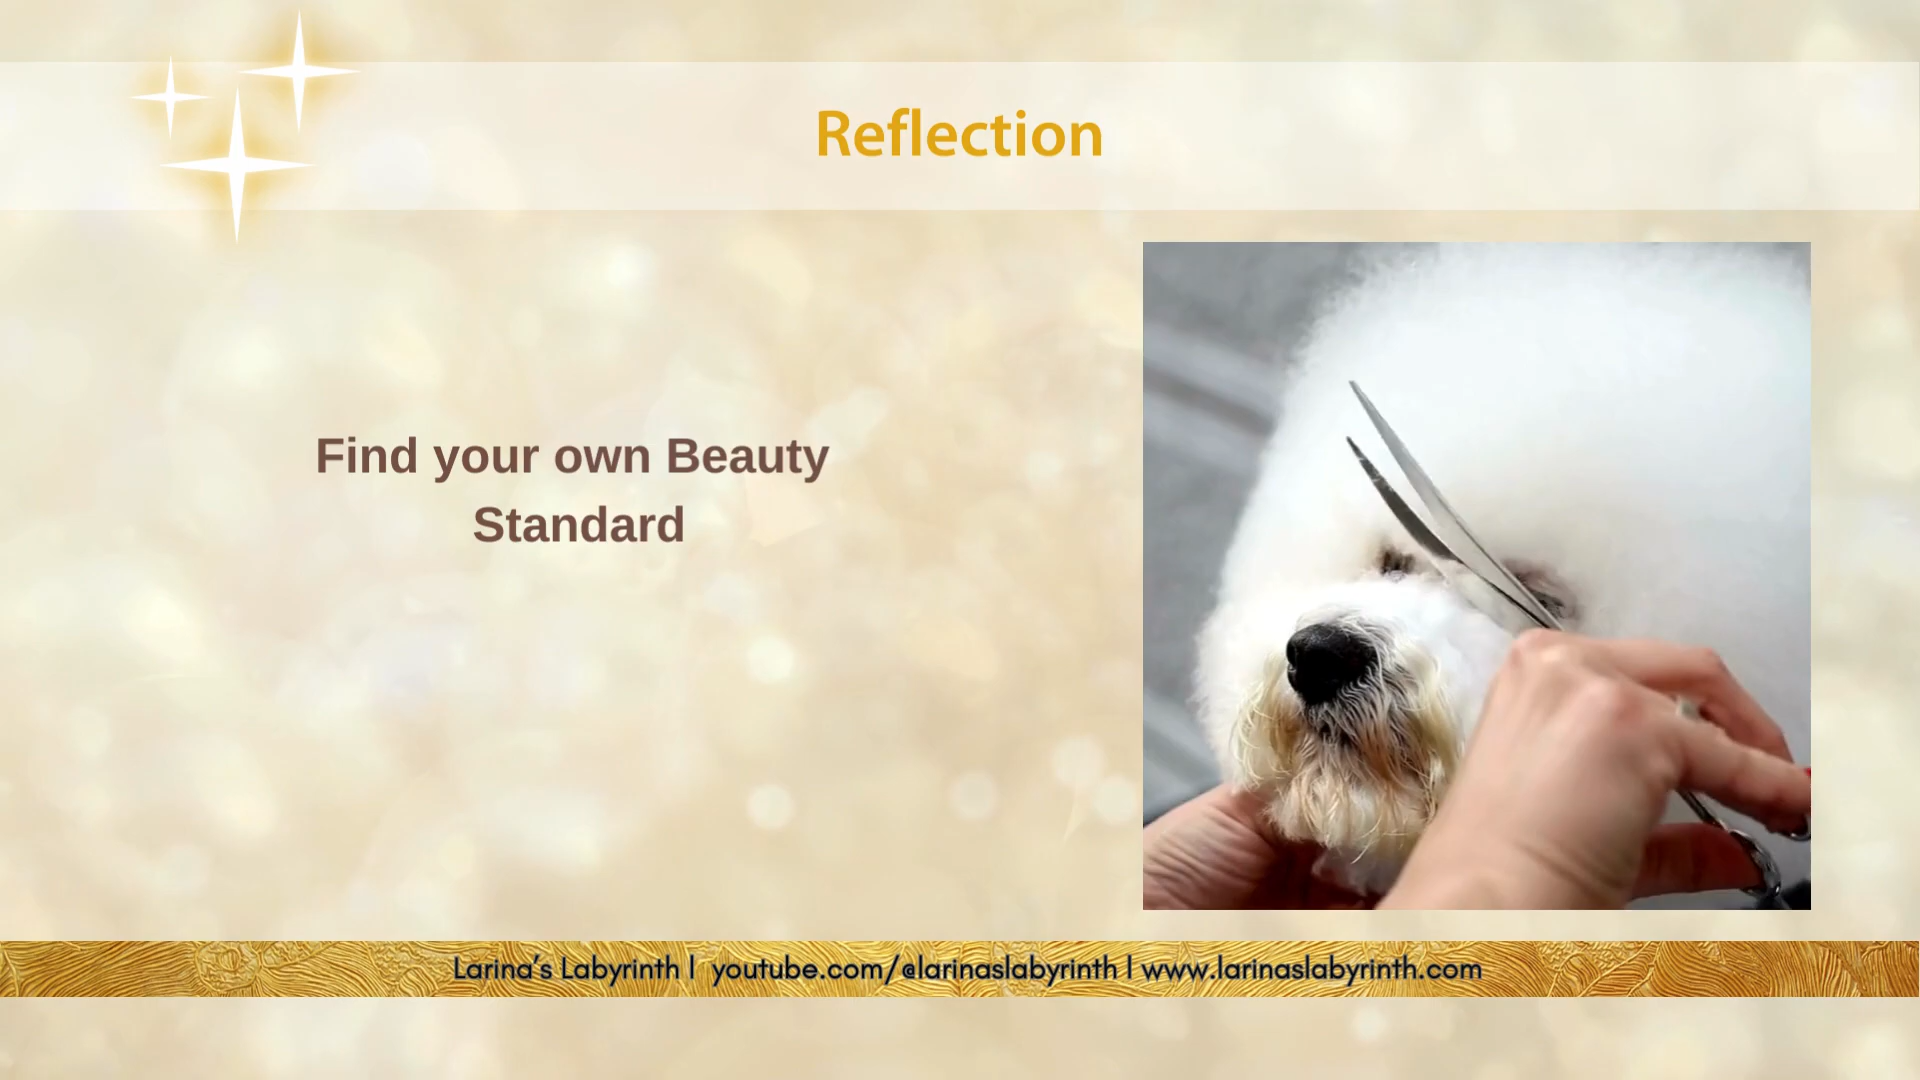 Reflection
Find your own Beauty
Standard
Larina's Labyrinth | youtube.com/@larinaslabyrinth | www.larinaslabyrinth.com